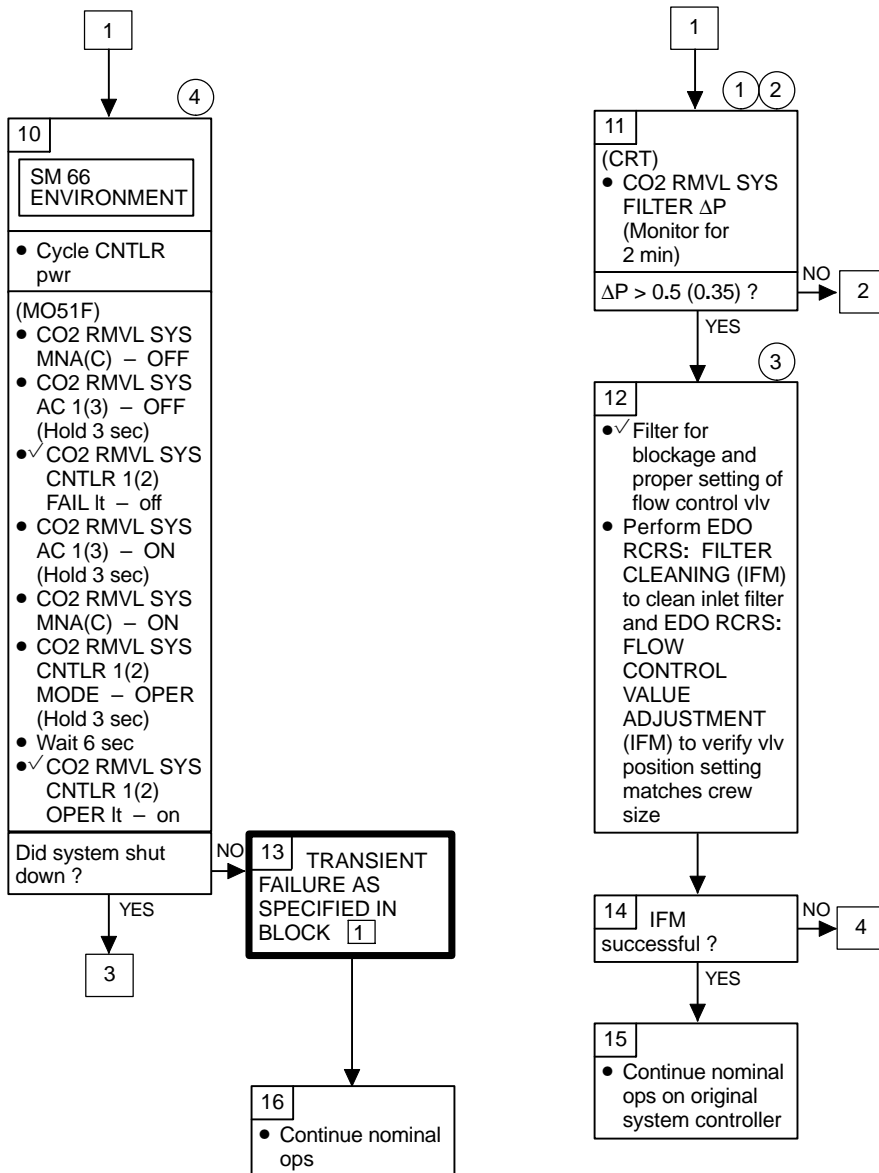 1
4
10
SM 66
ENVIRONMENT
• Cycle CNTLR
pwr
(MO51F)
• CO2 RMVL SYS
MNA(C) – OFF
• CO2 RMVL SYS
AC 1(3) – OFF
(Hold 3 sec)
•√ CO2 RMVL SYS
CNTLR 1(2)
FAIL lt – off
• CO2 RMVL SYS
AC 1(3) – ON
(Hold 3 sec)
• CO2 RMVL SYS
MNA(C) – ON
• CO2 RMVL SYS
CNTLR 1(2)
MODE – OPER
(Hold 3 sec)
• Wait 6 sec
•√ CO2 RMVL SYS
CNTLR 1(2)
OPER lt – on
Did system shut
down ?
NO
YES
3
13 TRANSIENT
FAILURE AS
SPECIFIED IN
BLOCK 1
16
• Continue nominal
ops
1
1 2
11
(CRT)
• CO2 RMVL SYS
FILTER ΔP
(Monitor for
2 min)
ΔP > 0.5 (0.35) ?
NO
2
YES
3
12
•√ Filter for
blockage and
proper setting of
flow control vlv
• Perform EDO
RCRS: FILTER
CLEANING (IFM)
to clean inlet filter
and EDO RCRS:
FLOW
CONTROL
VALUE
ADJUSTMENT
(IFM) to verify vlv
position setting
matches crew
size
14 IFM
successful ?
NO
4
YES
15
• Continue nominal
ops on original
system controller